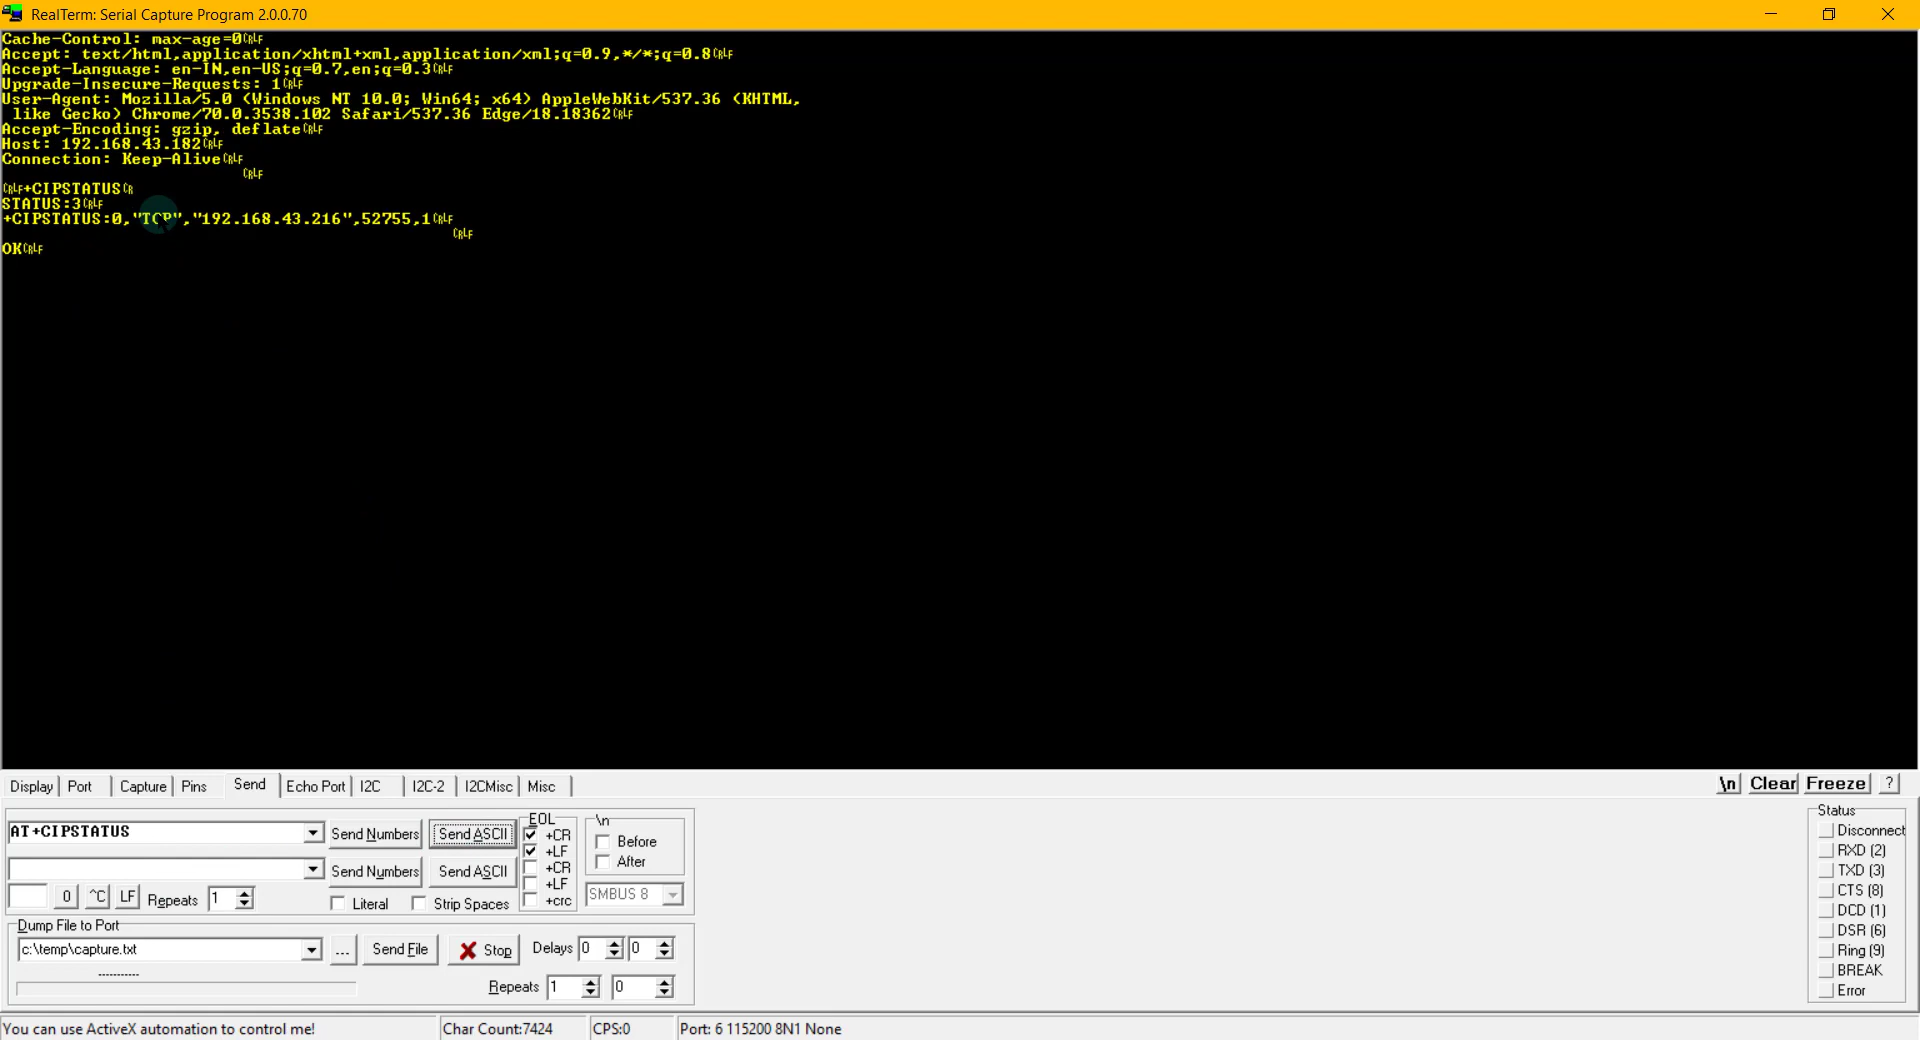 RealTerm: Serial Capture Program 2.0.0.70
Cache-Control: max-age=0CRLF
Accept: text/html,application/xhtml+xml,application/xml;q=0.9,*/*;q=0.8CRLF
Accept-Language: en-IN,en-US;q=0.7,en;q=0.3CRLF
Upgrade-Insecure-Requests: 1CRLF
User-Agent: Mozilla/5.0 (Windows NT 10.0; Win64; x64) AppleWebKit/537.36 (KHTML,
like Gecko) Chrome/70.0.3538.102 Safari/537.36 Edge/18.18362CRLF
Accept-Encoding: gzip, deflateCRLF
Host: 192.168.43.182CRLF
Connection: Keep-AliveCRLF
CRLF
CRLF+CIPSTATUSCR
STATUS:3CRLF
+CIPSTATUS:0,"TCP","192.168.43.216",52755,1CRLF
CRLF
OKCRLF
Display Port Capture Pins Send Echo Port I2C I2C-2 I2CMisc Misc \n Clear Freeze ?
AT+CIPSTATUS Send Numbers Send ASCII
Send Numbers Send ASCII
0 ^C LF Repeats 1 Literal Strip Spaces
EOL
+CR
+LF
+CR
+LF
+crc
\n
Before
After
SMBUS 8
Dump File to Port
c:\temp\capture.txt ... Send File Stop Delays 0 0
-----------
Repeats 1 0
Status
Disconnect
RXD (2)
TXD (3)
CTS (8)
DCD (1)
DSR (6)
Ring (9)
BREAK
Error
You can use ActiveX automation to control me! Char Count:7424 CPS:0 Port: 6 115200 8N1 None